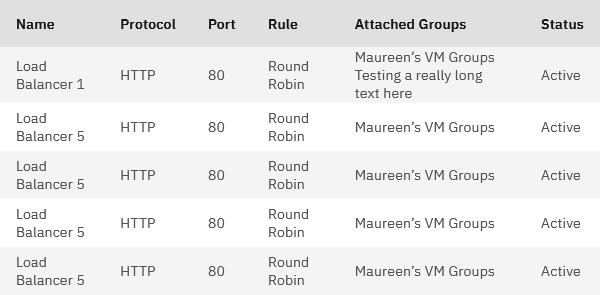 Name Protocol Port Rule Attached Groups Status
Load Balancer 1 HTTP 80 Round Robin Maureen’s VM Groups Testing a really long text here Active
Load Balancer 5 HTTP 80 Round Robin Maureen’s VM Groups Active
Load Balancer 5 HTTP 80 Round Robin Maureen’s VM Groups Active
Load Balancer 5 HTTP 80 Round Robin Maureen’s VM Groups Active
Load Balancer 5 HTTP 80 Round Robin Maureen’s VM Groups Active